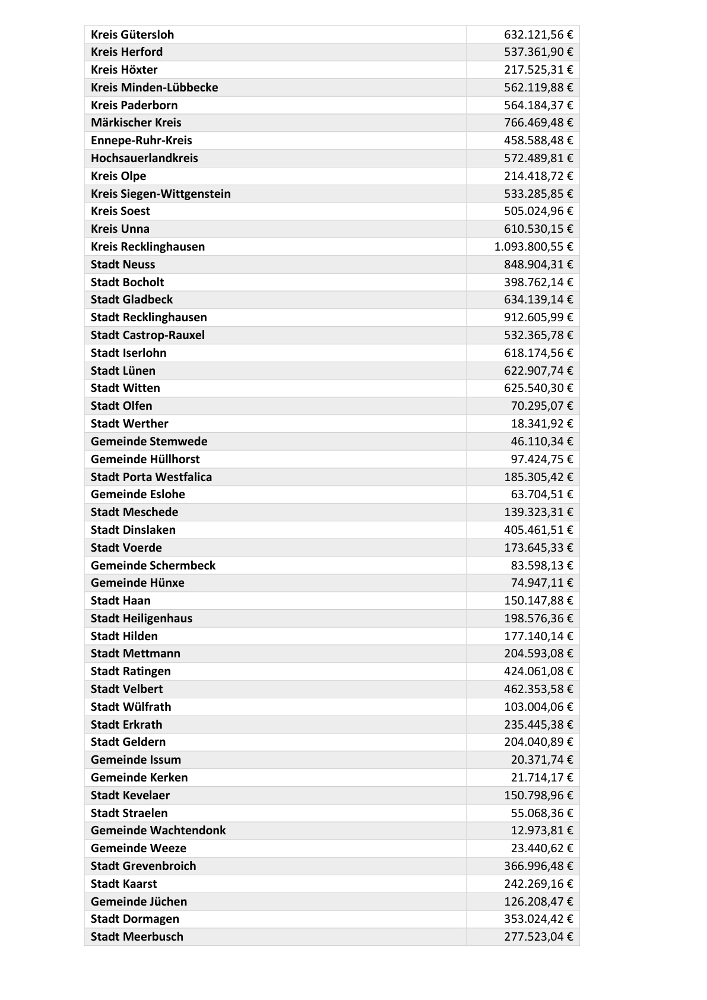 Kreis Gütersloh 632.121,56 €
Kreis Herford 537.361,90 €
Kreis Höxter 217.525,31 €
Kreis Minden-Lübbecke 562.119,88 €
Kreis Paderborn 564.184,37 €
Märkischer Kreis 766.469,48 €
Ennepe-Ruhr-Kreis 458.588,48 €
Hochsauerlandkreis 572.489,81 €
Kreis Olpe 214.418,72 €
Kreis Siegen-Wittgenstein 533.285,85 €
Kreis Soest 505.024,96 €
Kreis Unna 610.530,15 €
Kreis Recklinghausen 1.093.800,55 €
Stadt Neuss 848.904,31 €
Stadt Bocholt 398.762,14 €
Stadt Gladbeck 634.139,14 €
Stadt Recklinghausen 912.605,99 €
Stadt Castrop-Rauxel 532.365,78 €
Stadt Iserlohn 618.174,56 €
Stadt Lünen 622.907,74 €
Stadt Witten 625.540,30 €
Stadt Olfen 70.295,07 €
Stadt Werther 18.341,92 €
Gemeinde Stemwede 46.110,34 €
Gemeinde Hüllhorst 97.424,75 €
Stadt Porta Westfalica 185.305,42 €
Gemeinde Eslohe 63.704,51 €
Stadt Meschede 139.323,31 €
Stadt Dinslaken 405.461,51 €
Stadt Voerde 173.645,33 €
Gemeinde Schermbeck 83.598,13 €
Gemeinde Hünxe 74.947,11 €
Stadt Haan 150.147,88 €
Stadt Heiligenhaus 198.576,36 €
Stadt Hilden 177.140,14 €
Stadt Mettmann 204.593,08 €
Stadt Ratingen 424.061,08 €
Stadt Velbert 462.353,58 €
Stadt Wülfrath 103.004,06 €
Stadt Erkrath 235.445,38 €
Stadt Geldern 204.040,89 €
Gemeinde Issum 20.371,74 €
Gemeinde Kerken 21.714,17 €
Stadt Kevelaer 150.798,96 €
Stadt Straelen 55.068,36 €
Gemeinde Wachtendonk 12.973,81 €
Gemeinde Weeze 23.440,62 €
Stadt Grevenbroich 366.996,48 €
Stadt Kaarst 242.269,16 €
Gemeinde Jüchen 126.208,47 €
Stadt Dormagen 353.024,42 €
Stadt Meerbusch 277.523,04 €